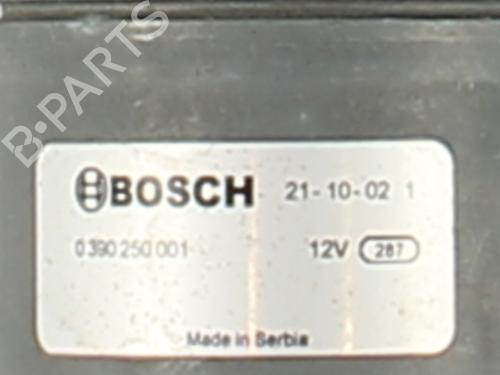 B-PARTS
BOSCH 21-10-02 1
0 390 250 001 12V 287
Made in Serbia